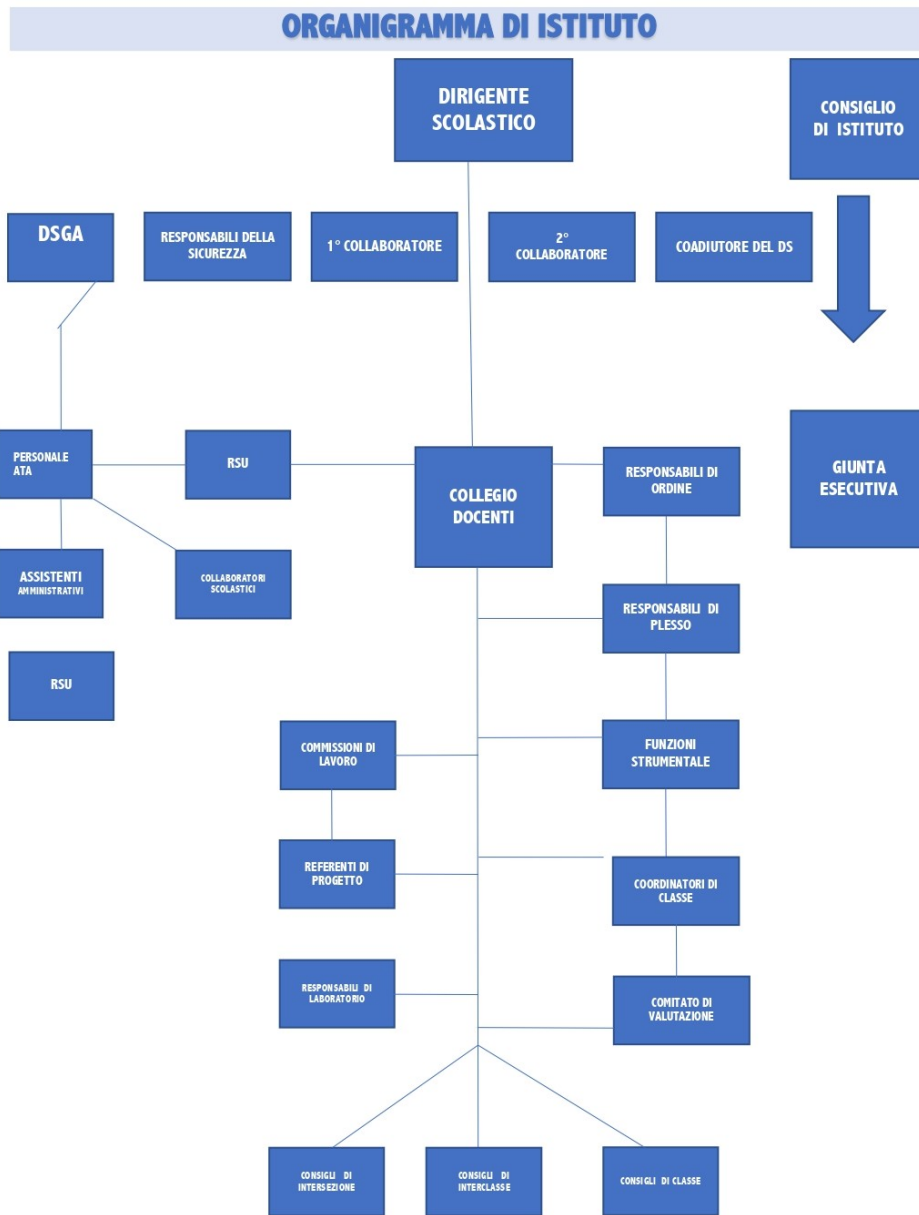 ORGANIGRAMMA DI ISTITUTO
DIRIGENTE
SCOLASTICO
CONSIGLIO
DI ISTITUTO
DSGA
RESPONSABILI DELLA
SICUREZZA
1° COLLABORATORE
2°
COLLABORATORE
COADIUTORE DEL DS
PERSONALE
ATA
RSU
COLLEGIO
DOCENTI
RESPONSABILI DI
ORDINE
GIUNTA
ESECUTIVA
ASSISTENTI
AMMINISTRATIVI
COLLABORATORI
SCOLASTICI
RESPONSABILI DI
PLESSO
RSU
COMMISSIONI DI
LAVORO
FUNZIONI
STRUMENTALE
REFERENTI DI
PROGETTO
COORDINATORI DI
CLASSE
RESPONSABILI DI
LABORATORIO
COMITATO DI
VALUTAZIONE
CONSIGLI DI
INTERSEZIONE
CONSIGLI DI
INTERCLASSE
CONSIGLI DI CLASSE